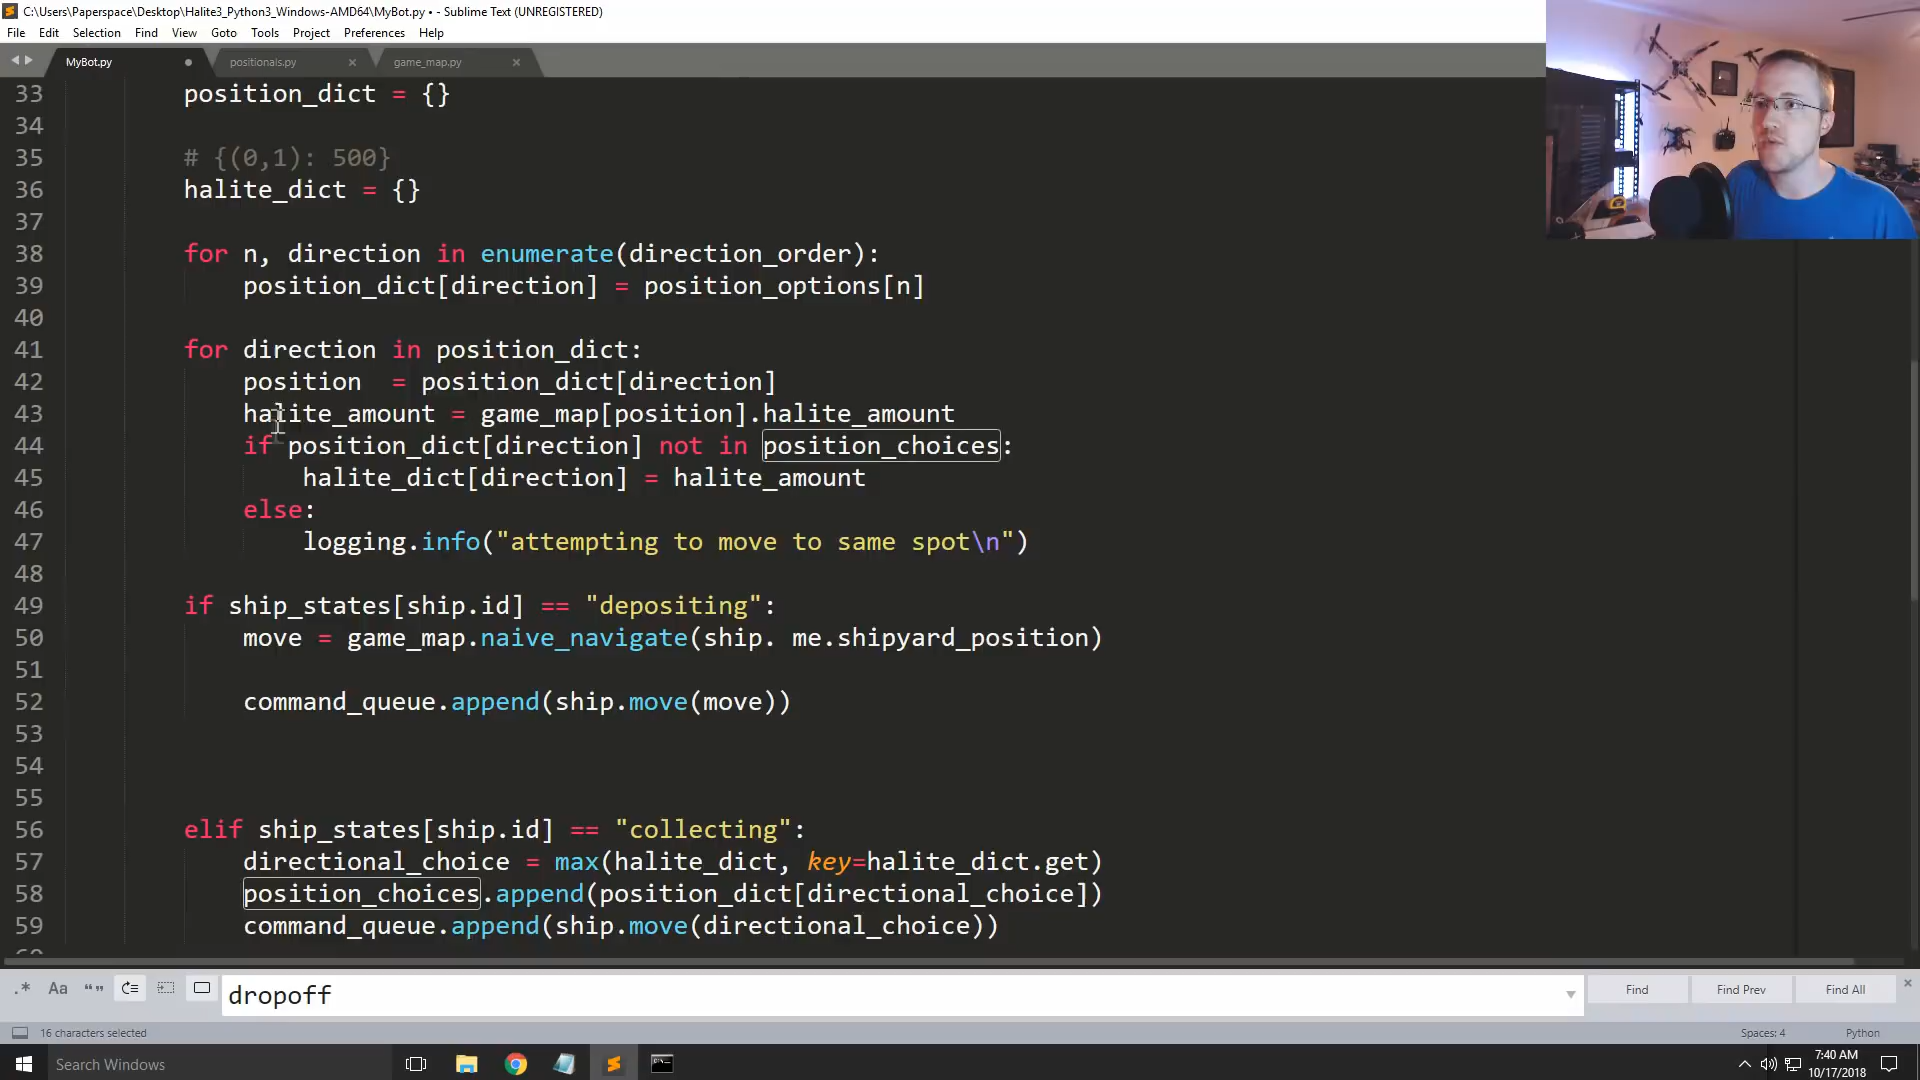 C:\Users\Paperspace\Desktop\Halite3_Python3_Windows-AMD64\MyBot.py • - Sublime Text (UNREGISTERED)
File Edit Selection Find View Goto Tools Project Preferences Help
MyBot.py positionals.py game_map.py
33 position_dict = {}
34
35 # {(0,1): 500}
36 halite_dict = {}
37
38 for n, direction in enumerate(direction_order):
39 position_dict[direction] = position_options[n]
40
41 for direction in position_dict:
42 position  = position_dict[direction]
43 halite_amount = game_map[position].halite_amount
44 if position_dict[direction] not in position_choices:
45 halite_dict[direction] = halite_amount
46 else:
47 logging.info("attempting to move to same spot\n")
48
49 if ship_states[ship.id] == "depositing":
50 move = game_map.naive_navigate(ship. me.shipyard_position)
51
52 command_queue.append(ship.move(move))
53
54
55
56 elif ship_states[ship.id] == "collecting":
57 directional_choice = max(halite_dict, key=halite_dict.get)
58 position_choices.append(position_dict[directional_choice])
59 command_queue.append(ship.move(directional_choice))
.* Aa “” dropoff Find Find Prev Find All
16 characters selected Spaces: 4 Python
Search Windows 7:40 AM
10/17/2018